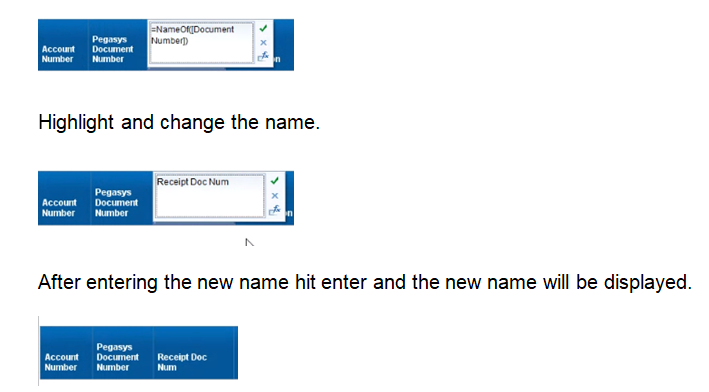 =NameOf([Document
Number])
Account
Number
Pegasys
Document
Number
n
Highlight and change the name.
Receipt Doc Num
Account
Number
Pegasys
Document
Number
n
After entering the new name hit enter and the new name will be displayed.
Account
Number
Pegasys
Document
Number
Receipt Doc
Num